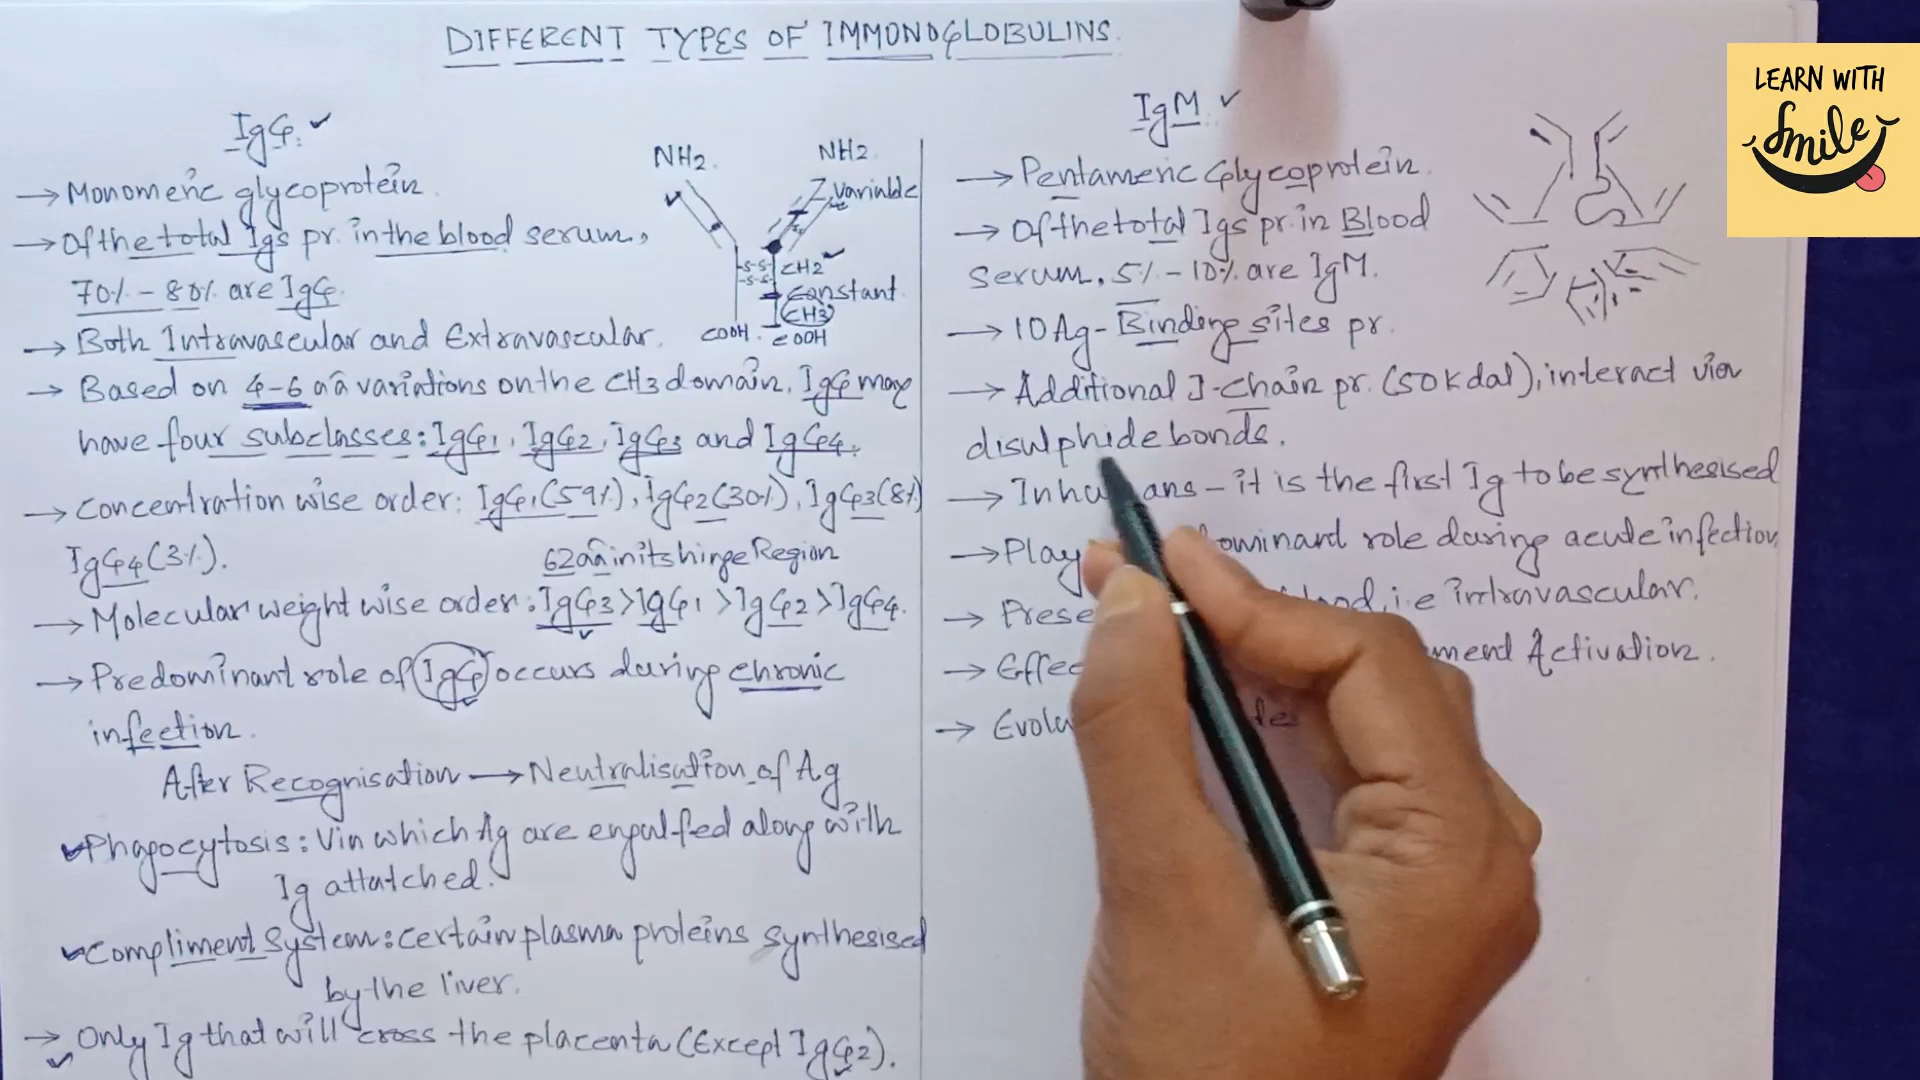 DIFFERENT TYPES OF IMMONOGLOBULINS.
LEARN WITH
Smile
IgG.
→ Monomeric glycoprotein.
→ Of the total Igs pr. in the blood serum,
70% - 80% are IgG.
→ Both Intravascular and Extravascular.
→ Based on 4-6 aa variations on the CH3 domain, IgG may
have four subclasses: IgG1, IgG2, IgG3 and IgG4.
→ Concentration wise order: IgG1(59%), IgG2(30%), IgG3(8%)
IgG4(3%).
62aa in its hinge Region
→ Molecular weight wise order: IgG3>IgG1>IgG2>IgG4.
→ Predominant role of IgG occurs during chronic
infection.
After Recognisation → Neutralisation of Ag
Phagocytosis: Via which Ag are engulfed along with
Ig attatched.
Compliment System: certain plasma proteins synthesised
by the liver.
→ Only Ig that will cross the placenta (Except IgG2).
NH2. NH2.
variable
-S-S- CH2
-S-S-
constant.
CH3
COOH. COOH
IgM
→ Pentameric Glycoprotein.
→ Of the total Igs pr. in Blood
serum, 5% - 10% are IgM.
→ 10 Ag-Binding sites pr.
→ Additional J-chain pr. (50kdal), interact via
disulphide bonds.
→ In humans - it is the first Ig to be synthesised
→ Play role during acute infection
→ i.e intravascular.
→ Activation.
→